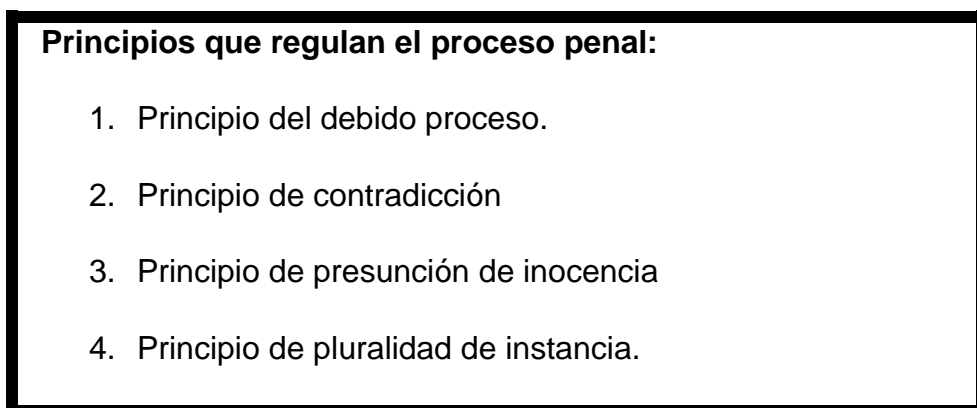 Principios que regulan el proceso penal:
1. Principio del debido proceso.
2. Principio de contradicción
3. Principio de presunción de inocencia
4. Principio de pluralidad de instancia.